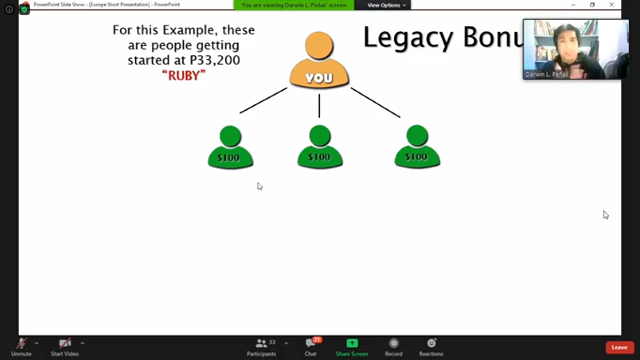 PowerPoint Slide Show - [Europe Short Presentation] - PowerPoint
You are viewing Darwin L. Peñas' screen
View Options
For this Example, these
are people getting
started at P33,200
"RUBY"
Legacy Bonu
Darwin L. Peñas
YOU
$100
$100
$100
Unmute
Start Video
33
Participants
21
Chat
Share Screen
Record
Reactions
Leave